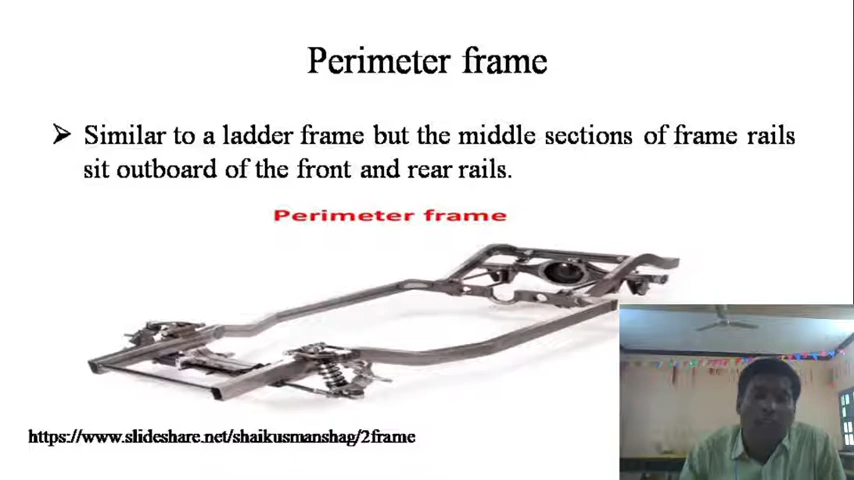 Perimeter frame
➢ Similar to a ladder frame but the middle sections of frame rails
sit outboard of the front and rear rails.
Perimeter frame
https://www.slideshare.net/shaikusmanshag/2frame